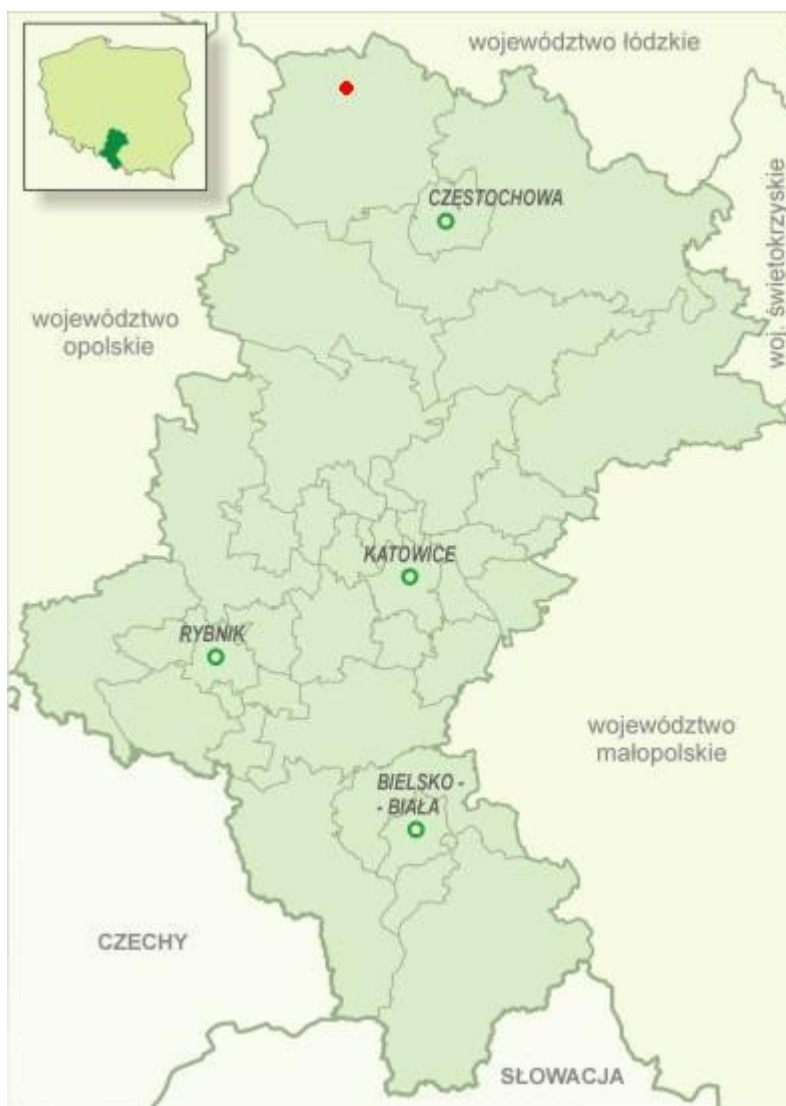 województwo łódzkie
woj. świętokrzyskie
CZĘSTOCHOWA
województwo
opolskie
KATOWICE
RYBNIK
województwo
małopolskie
BIELSKO -
- BIAŁA
CZECHY
SŁOWACJA